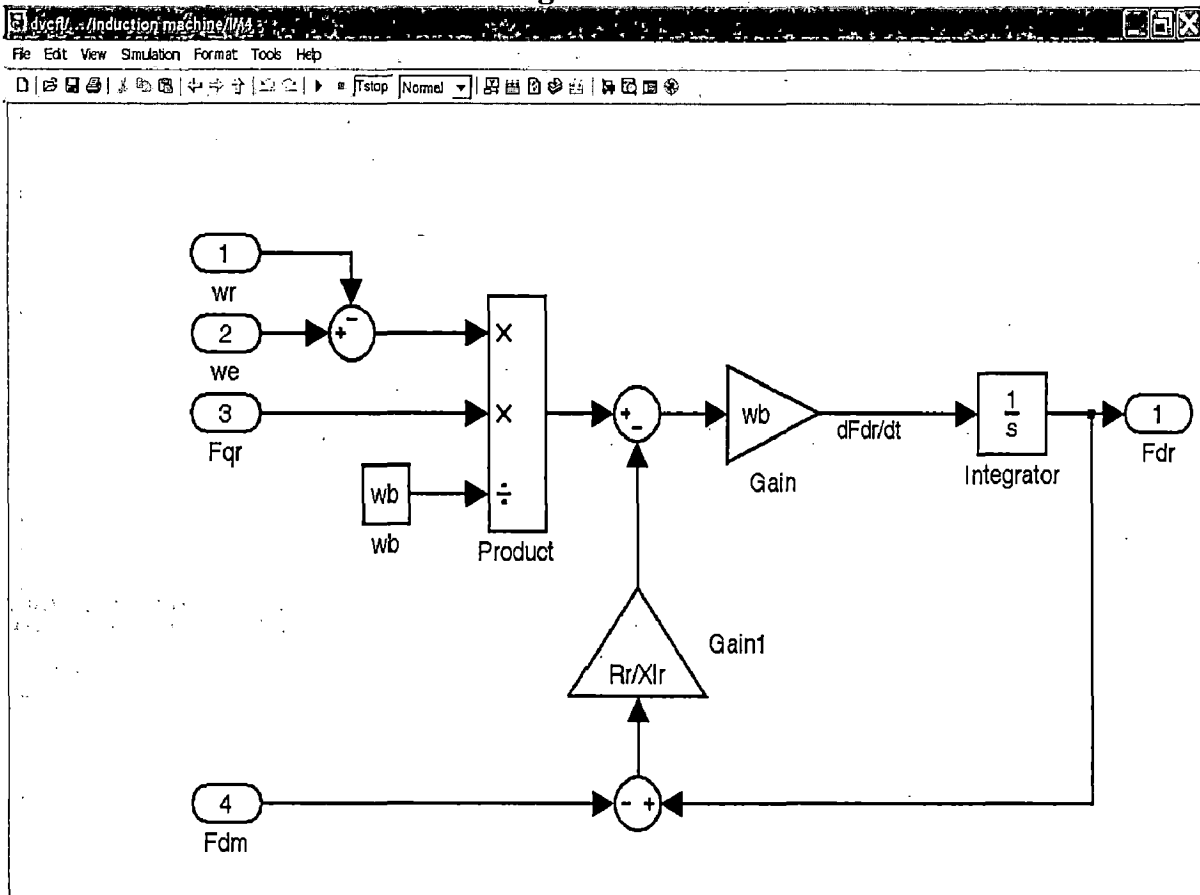 /induction machine/
File Edit View Simulation Format Tools Help
Tstop Normal
1
wr
+ -
2
we
3
Fqr
wb
wb
X
X
÷
Product
+ -
wb
Gain
dFdr/dt
1
s
Integrator
1
Fdr
Rr/Xlr
Gain1
4
Fdm
- +